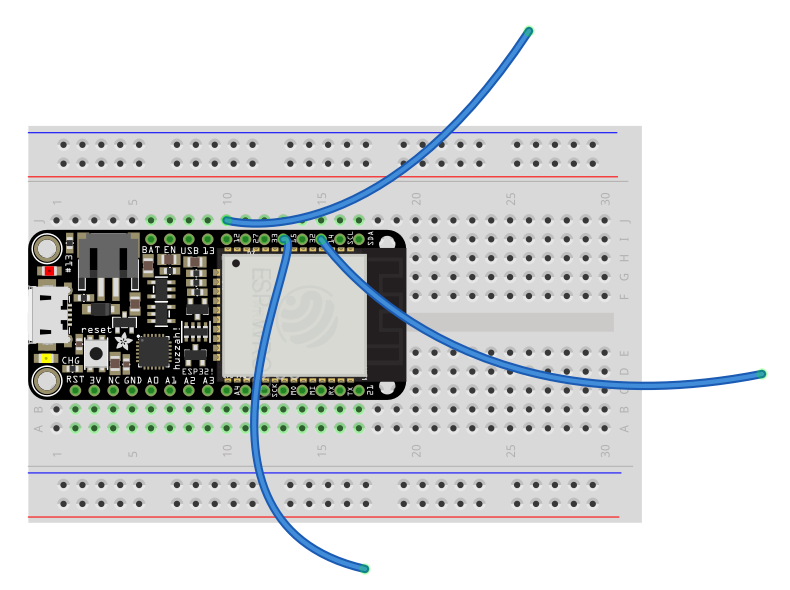 1 5 10 15 20 25 30
J J
BAT EN USB 13 12 27 33 15 32 14 SCL SDA
I
H
G
F
#13
reset
huzzah!
ESP32!
CHG
E
D
C
RST 3V NC GND A0 A1 A2 A3 A4 SCK MO MI RX TX 21
B B
A A
1 5 10 15 20 25 30